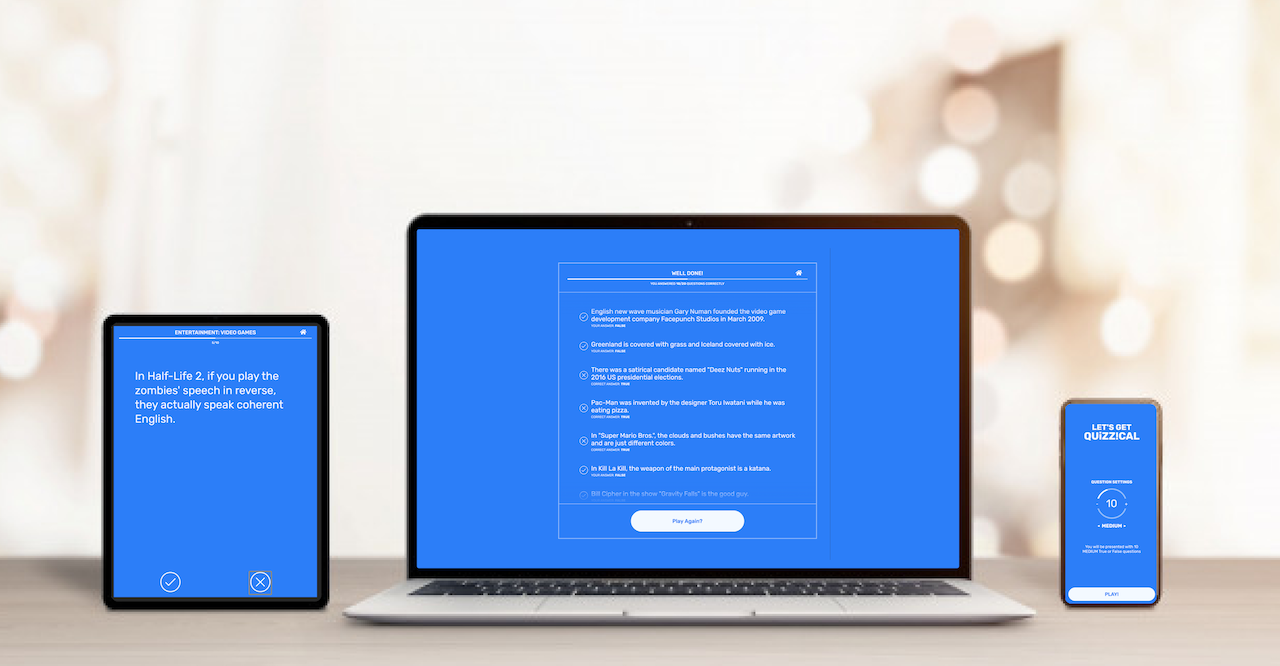 ENTERTAINMENT: VIDEO GAMES
In Half-Life 2, if you play the
zombies' speech in reverse,
they actually speak coherent
English.
WELL DONE!
English new wave musician Gary Numan founded the video game
development company Facepunch Studios in March 2009.
YOUR ANSWER: FALSE
Greenland is covered with grass and Iceland covered with ice.
YOUR ANSWER: FALSE
There was a satirical candidate named "Deez Nuts" running in the
2016 US presidential elections.
CORRECT ANSWER: TRUE
Pac-Man was invented by the designer Toru Iwatani while he was
eating pizza.
CORRECT ANSWER: TRUE
In "Super Mario Bros.", the clouds and bushes have the same artwork
and are just different colors.
CORRECT ANSWER: TRUE
In Kill La Kill, the weapon of the main protagonist is a katana.
YOUR ANSWER: FALSE
Bill Cipher in the show "Gravity Falls" is the good guy.
Play Again?
LET'S GET
QUiZZICAL
QUESTION SETTINGS
10
MEDIUM
You will be presented with 10
MEDIUM True or False questions
PLAY!